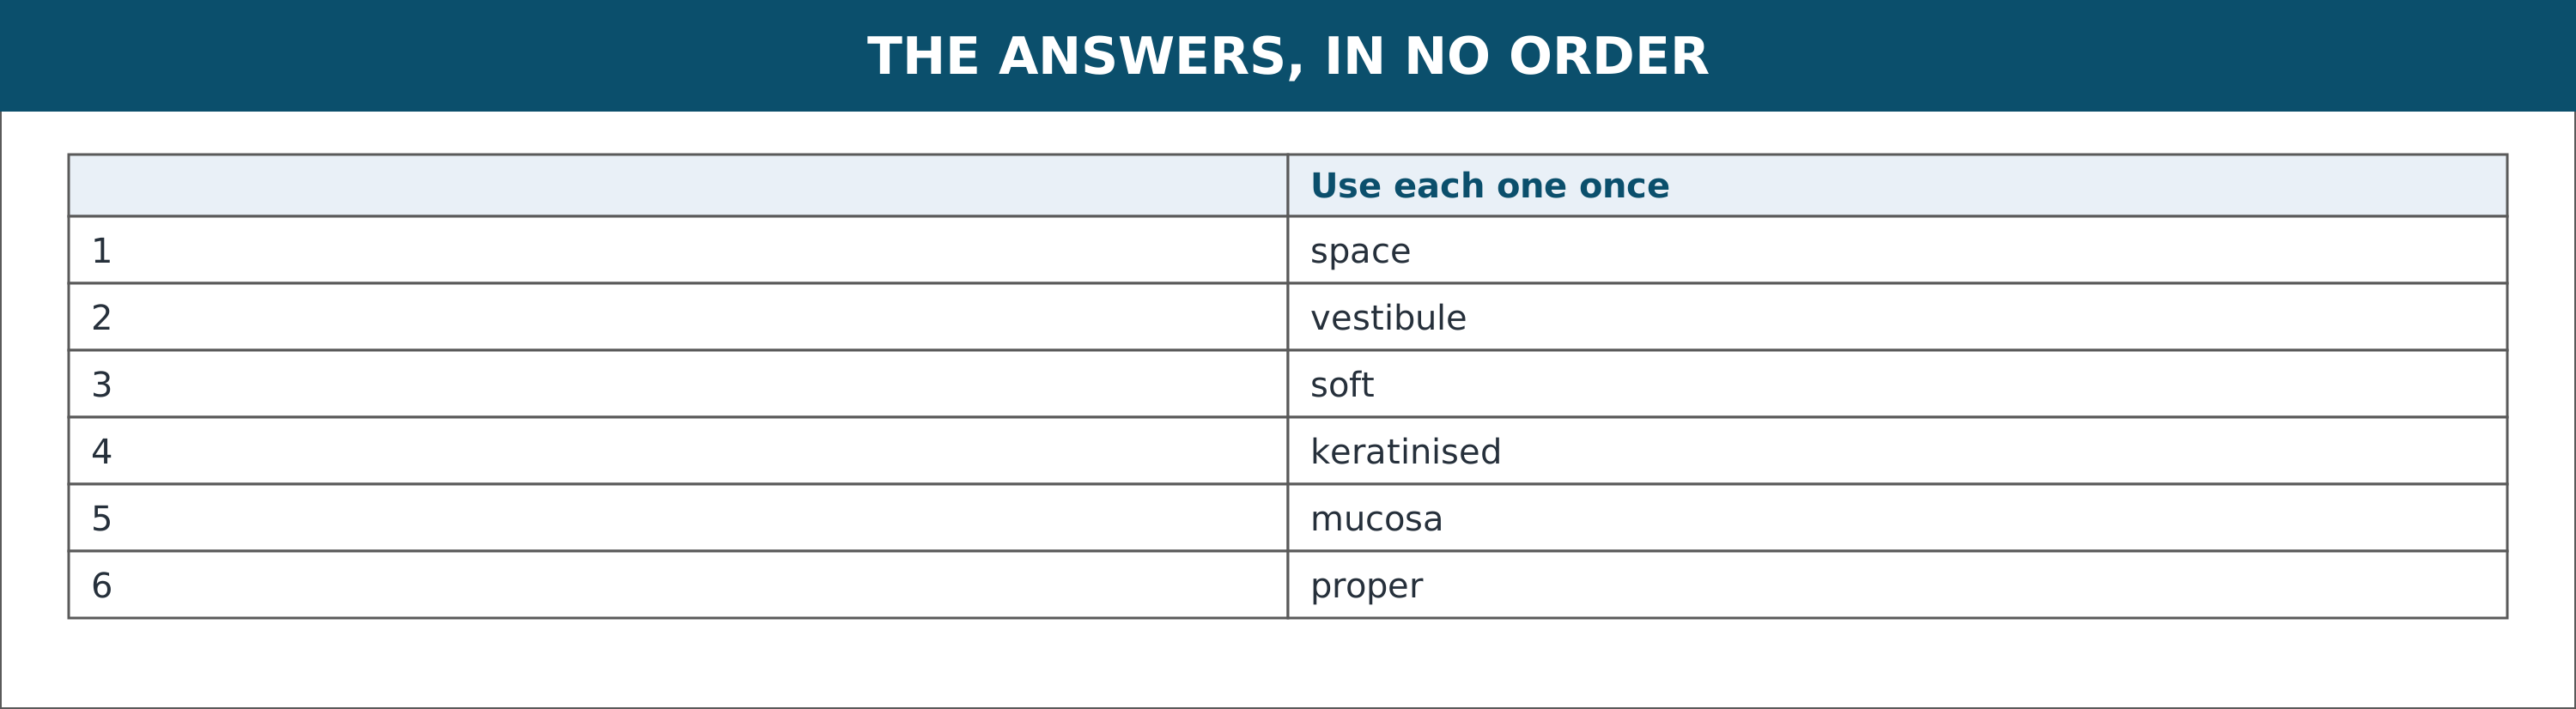 THE ANSWERS, IN NO ORDER
Use each one once
1 space
2 vestibule
3 soft
4 keratinised
5 mucosa
6 proper